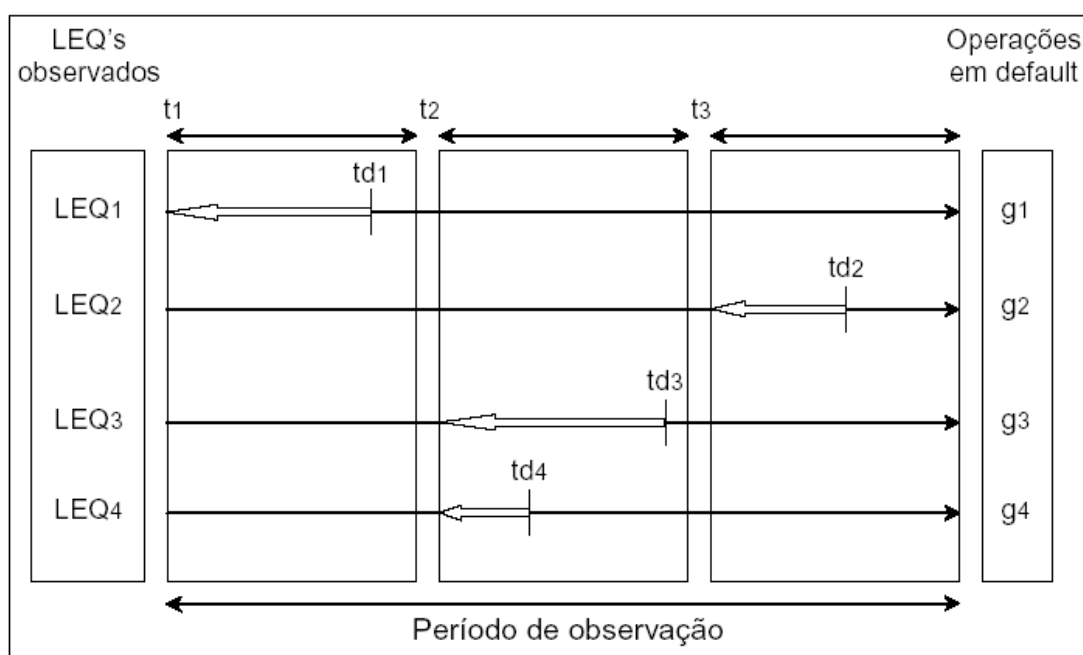 LEQ's
observados
Operações
em default
t1
t2
t3
LEQ1
td1
g1
LEQ2
td2
g2
LEQ3
td3
g3
LEQ4
td4
g4
Período de observação